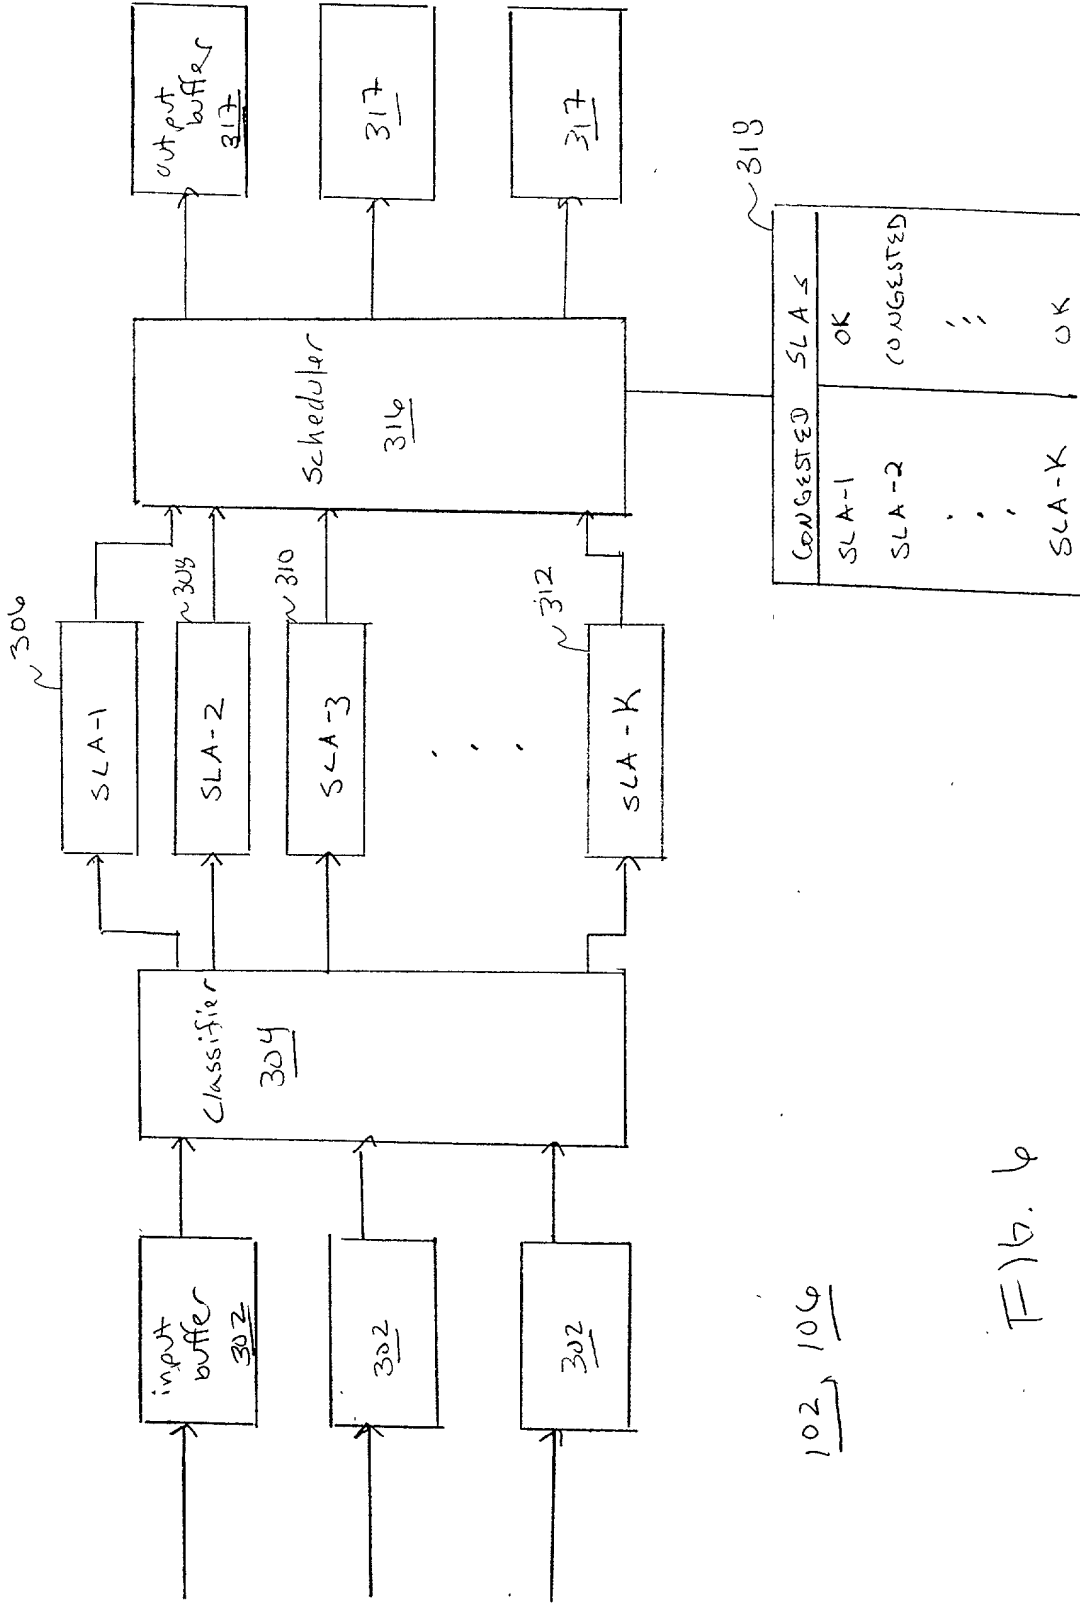 input
buffer
302
302
302
Classifier
304
306
SLA-1
308
SLA-2
310
SLA-3
312
SLA-K
Scheduler
316
output
buffer
317
317
317
318
CONGESTED SLAs
SLA-1 OK
SLA-2 CONGESTED
SLA-K OK
102, 106
FIG. 6